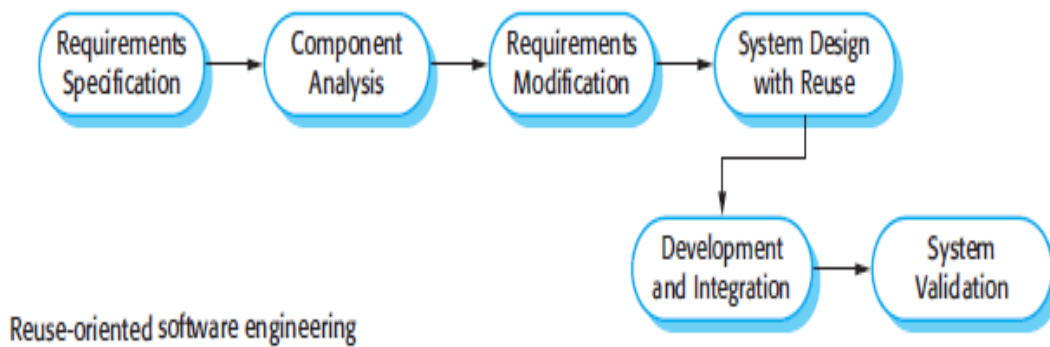 Requirements
Specification
Component
Analysis
Requirements
Modification
System Design
with Reuse
Development
and Integration
System
Validation
Reuse-oriented software engineering